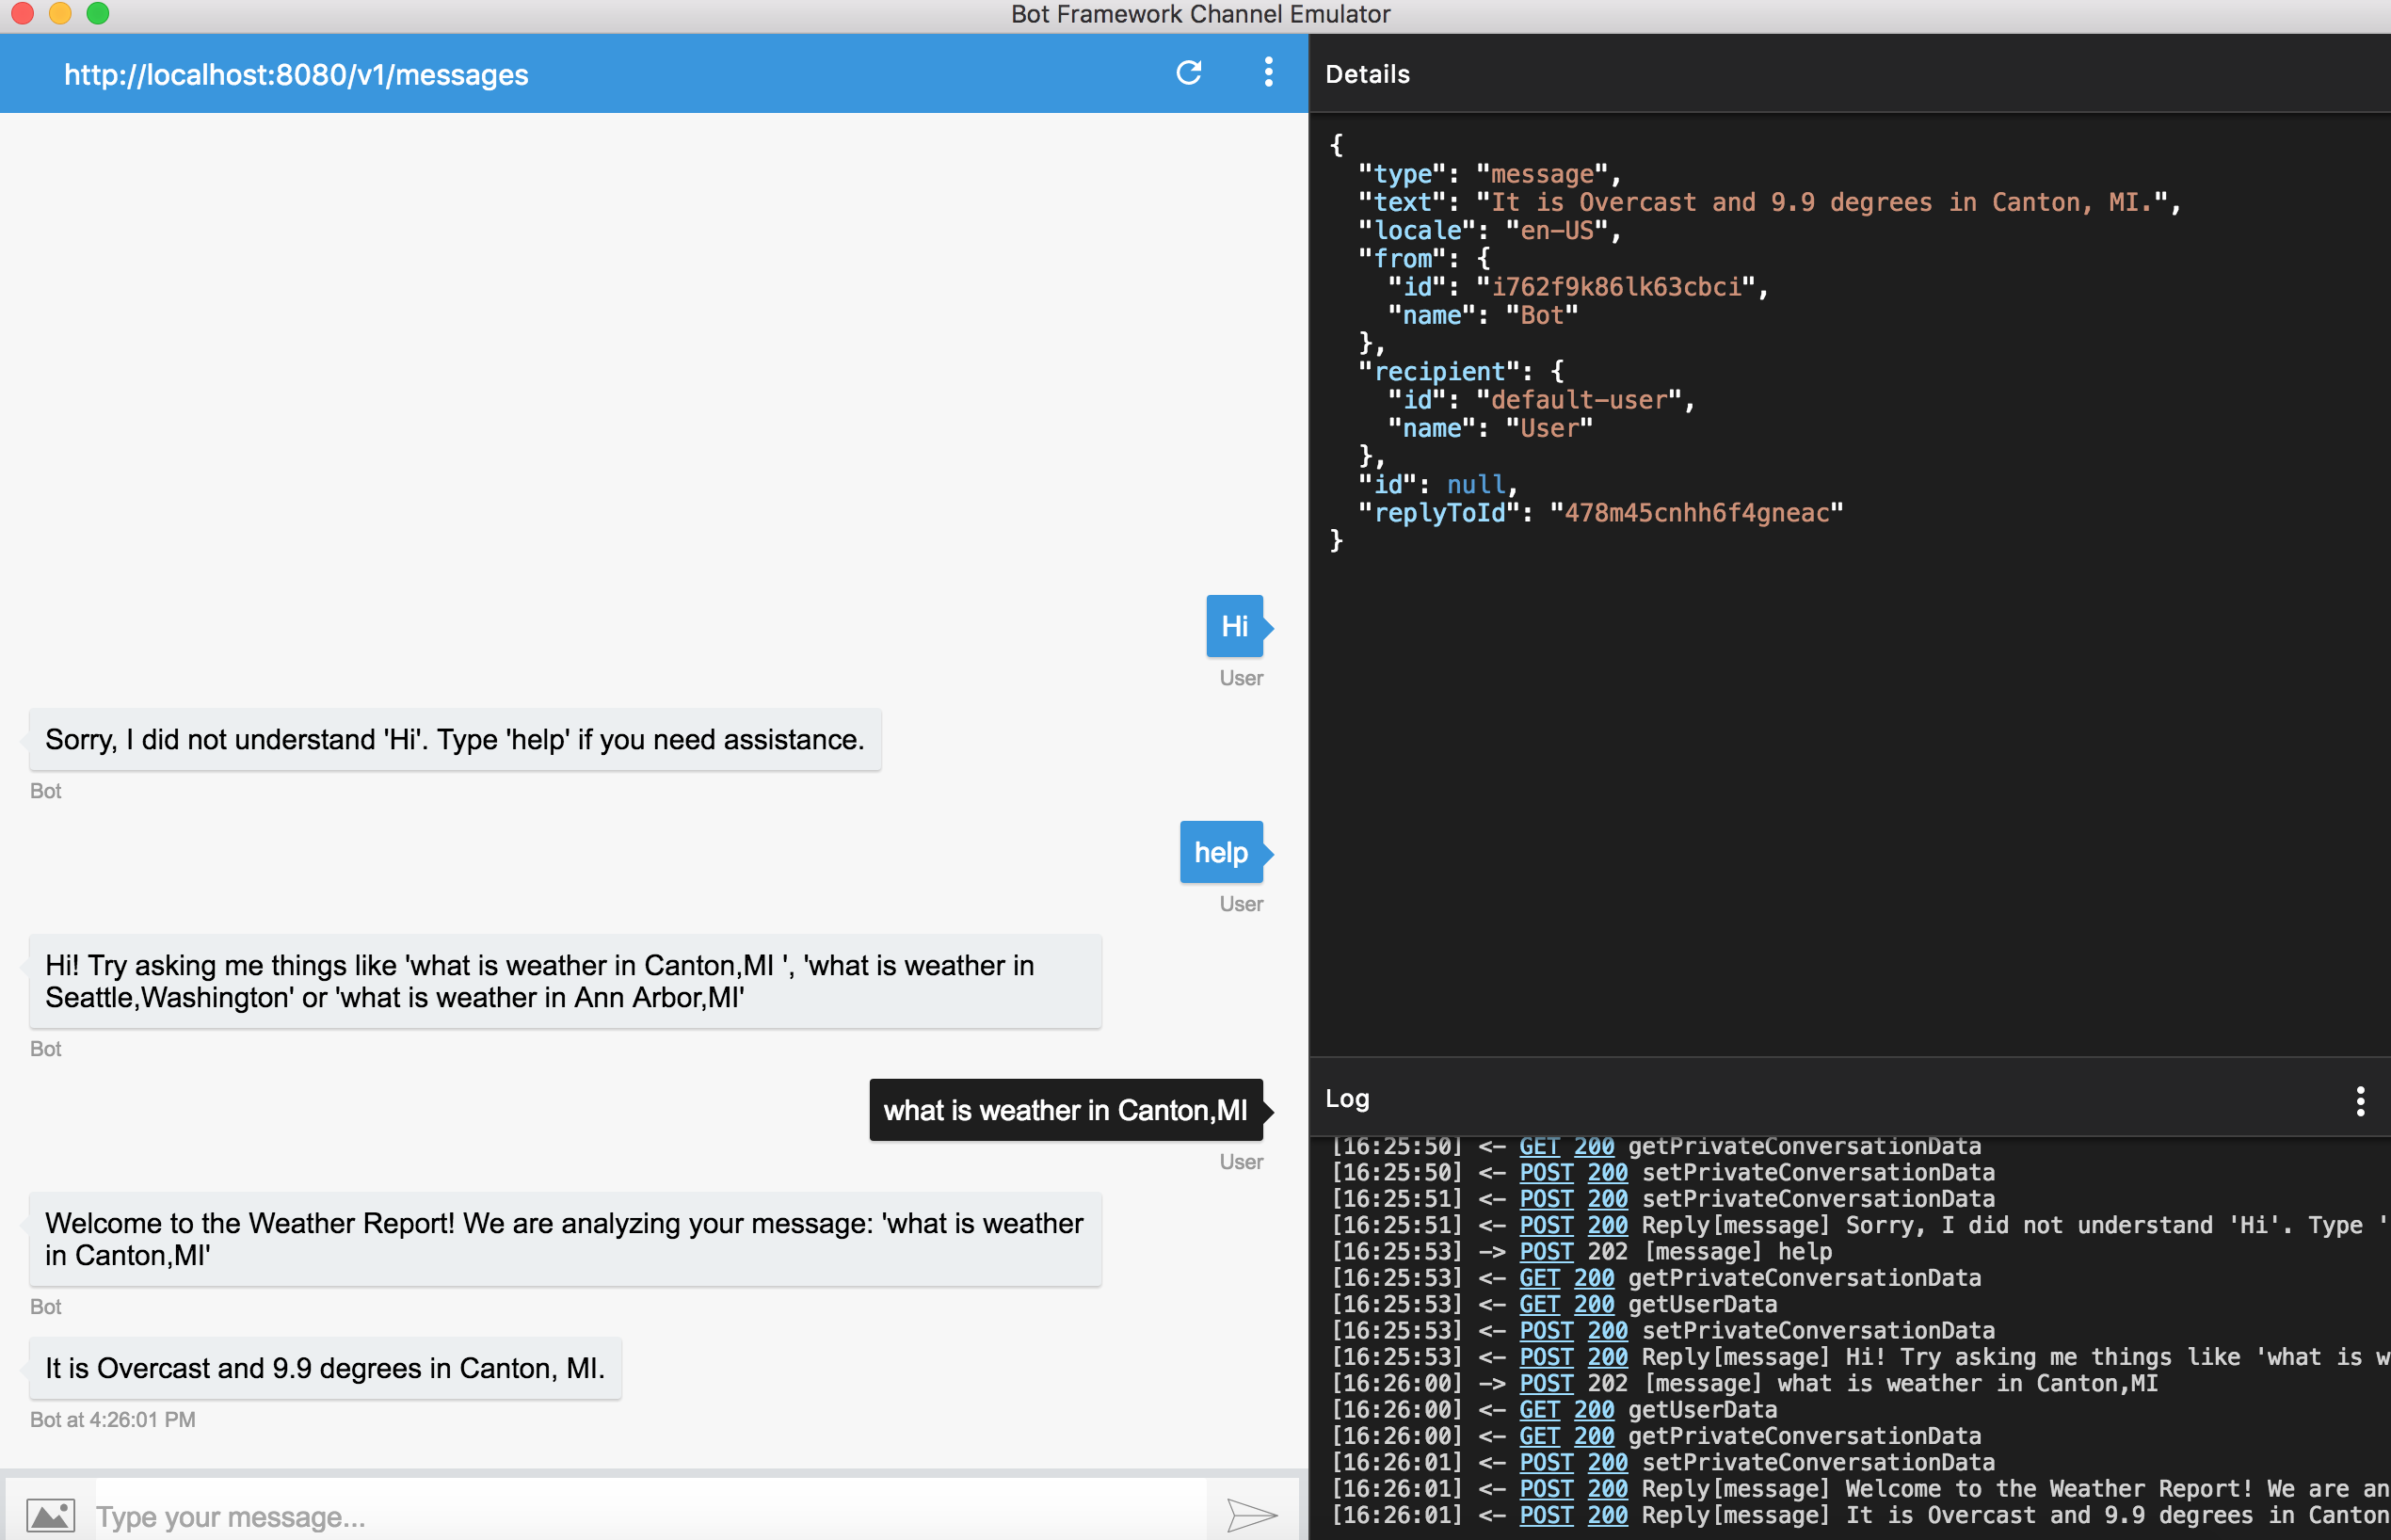 Bot Framework Channel Emulator
http://localhost:8080/v1/messages
Hi
User
Sorry, I did not understand 'Hi'. Type 'help' if you need assistance.
Bot
help
User
Hi! Try asking me things like 'what is weather in Canton,MI ', 'what is weather in
Seattle,Washington' or 'what is weather in Ann Arbor,MI'
Bot
what is weather in Canton,MI
User
Welcome to the Weather Report! We are analyzing your message: 'what is weather
in Canton,MI'
Bot
It is Overcast and 9.9 degrees in Canton, MI.
Bot at 4:26:01 PM
Type your message...
Details
{
"type": "message",
"text": "It is Overcast and 9.9 degrees in Canton, MI.",
"locale": "en-US",
"from": {
"id": "i762f9k86lk63cbci",
"name": "Bot"
},
"recipient": {
"id": "default-user",
"name": "User"
},
"id": null,
"replyToId": "478m45cnhh6f4gneac"
}
Log
[16:25:50] <- GET 200 getPrivateConversationData
[16:25:50] <- POST 200 setPrivateConversationData
[16:25:51] <- POST 200 setPrivateConversationData
[16:25:51] <- POST 200 Reply[message] Sorry, I did not understand 'Hi'. Type '
[16:25:53] -> POST 202 [message] help
[16:25:53] <- GET 200 getPrivateConversationData
[16:25:53] <- GET 200 getUserData
[16:25:53] <- POST 200 setPrivateConversationData
[16:25:53] <- POST 200 Reply[message] Hi! Try asking me things like 'what is w
[16:26:00] -> POST 202 [message] what is weather in Canton,MI
[16:26:00] <- GET 200 getUserData
[16:26:00] <- GET 200 getPrivateConversationData
[16:26:01] <- POST 200 setPrivateConversationData
[16:26:01] <- POST 200 Reply[message] Welcome to the Weather Report! We are an
[16:26:01] <- POST 200 Reply[message] It is Overcast and 9.9 degrees in Canton